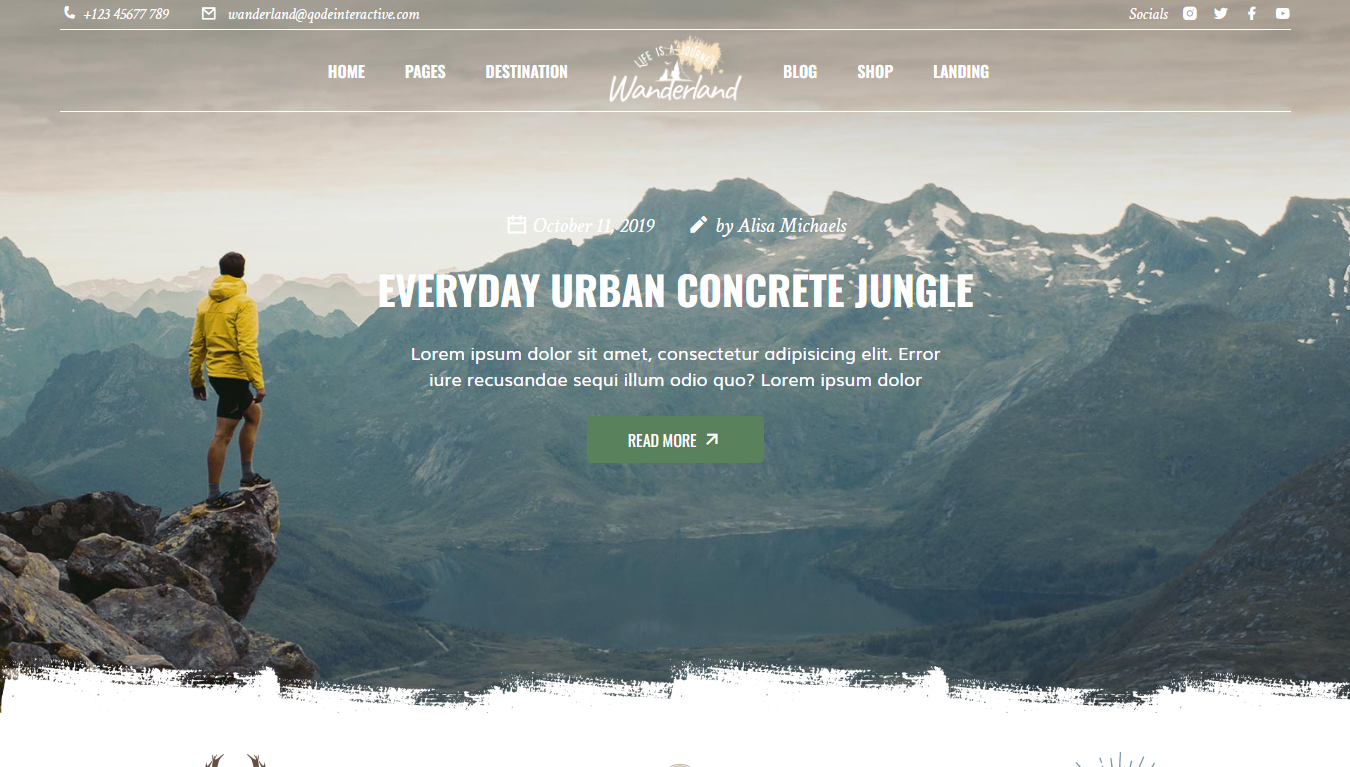 +123 45677 789 wanderland@qodeinteractive.com Socials
HOME PAGES DESTINATION
LIFE IS A JOURNEY
Wanderland
BLOG SHOP LANDING
October 11, 2019 by Alisa Michaels
EVERYDAY URBAN CONCRETE JUNGLE
Lorem ipsum dolor sit amet, consectetur adipisicing elit. Error
iure recusandae sequi illum odio quo? Lorem ipsum dolor
READ MORE